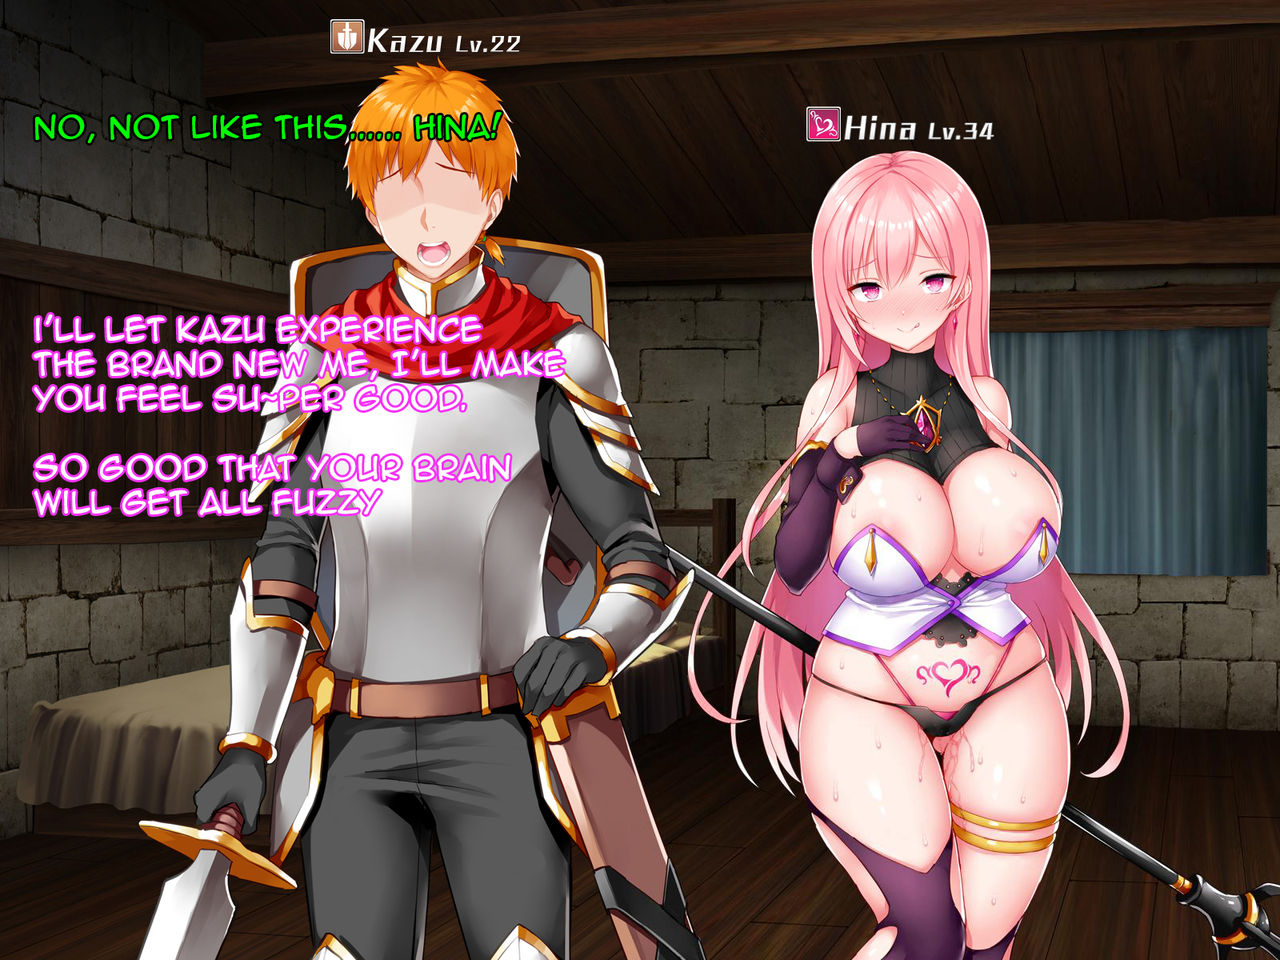 Kazu Lv.22
NO, NOT LIKE THIS...... HINA!
Hina Lv.34
I'LL LET KAZU EXPERIENCE
THE BRAND NEW ME, I'LL MAKE
YOU FEEL SU~PER GOOD.
SO GOOD THAT YOUR BRAIN
WILL GET ALL FUZZY